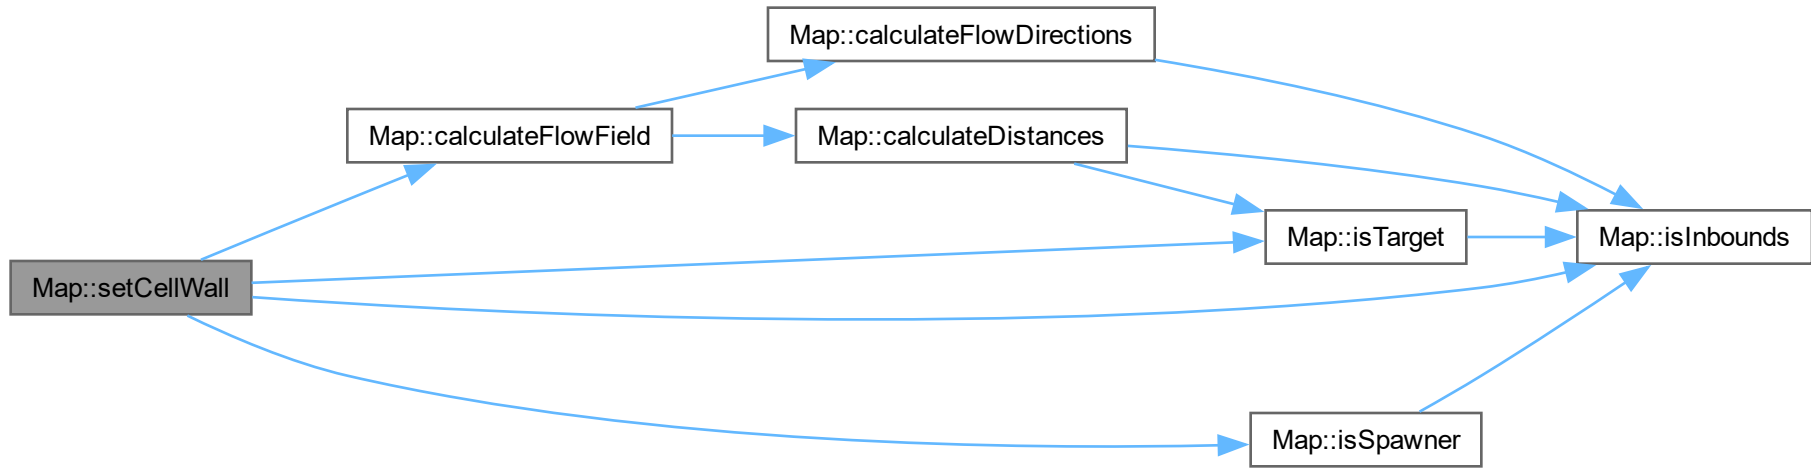 Map::calculateFlowDirections
Map::calculateFlowField
Map::calculateDistances
Map::isTarget
Map::isInbounds
Map::setCellWall
Map::isSpawner